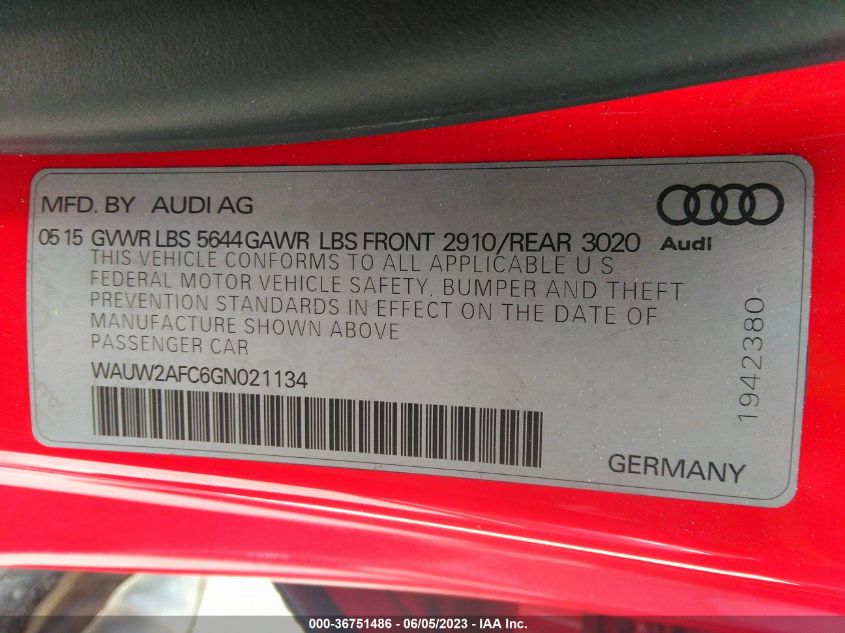 MFD. BY AUDI AG
05 15 GVWR LBS 5644 GAWR LBS FRONT 2910/REAR 3020
Audi
THIS VEHICLE CONFORMS TO ALL APPLICABLE U.S
FEDERAL MOTOR VEHICLE SAFETY, BUMPER AND THEFT
PREVENTION STANDARDS IN EFFECT ON THE DATE OF
MANUFACTURE SHOWN ABOVE
PASSENGER CAR
WAUW2AFC6GN021134
1942380
GERMANY
000-36751486 - 06/05/2023 - IAA Inc.